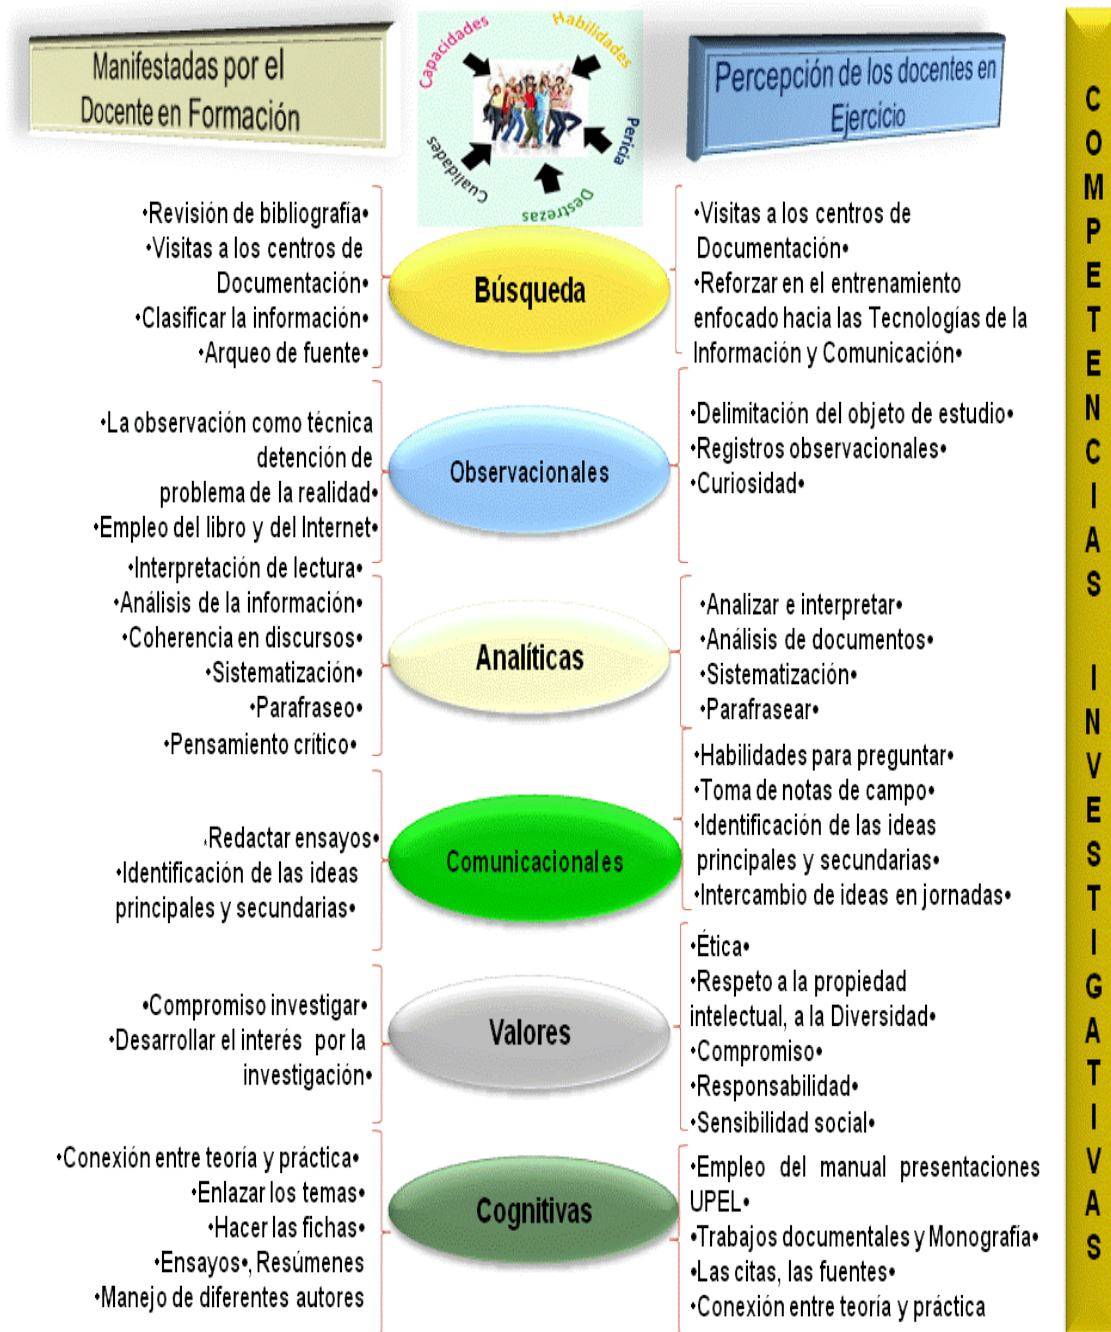 Manifestadas por el
Docente en Formación
Capacidades
Habilidades
Pericia
Destrezas
Cualidades
Percepción de los docentes en
Ejercicio
•Revisión de bibliografía•
•Visitas a los centros de
Documentación•
•Clasificar la información•
•Arqueo de fuente•
Búsqueda
•Visitas a los centros de
Documentación•
•Reforzar en el entrenamiento
enfocado hacia las Tecnologías de la
Información y Comunicación•
•La observación como técnica
detención de
problema de la realidad•
•Empleo del libro y del Internet•
Observacionales
•Delimitación del objeto de estudio•
•Registros observacionales•
•Curiosidad•
•Interpretación de lectura•
•Análisis de la información•
•Coherencia en discursos•
•Sistematización•
•Parafraseo•
•Pensamiento crítico•
Analíticas
•Analizar e interpretar•
•Análisis de documentos•
•Sistematización•
•Parafrasear•
•Redactar ensayos•
•Identificación de las ideas
principales y secundarias•
Comunicacionales
•Habilidades para preguntar•
•Toma de notas de campo•
•Identificación de las ideas
principales y secundarias•
•Intercambio de ideas en jornadas•
•Compromiso investigar•
•Desarrollar el interés por la
investigación•
Valores
•Ética•
•Respeto a la propiedad
intelectual, a la Diversidad•
•Compromiso•
•Responsabilidad•
•Sensibilidad social•
•Conexión entre teoría y práctica•
•Enlazar los temas•
•Hacer las fichas•
•Ensayos•, Resúmenes
•Manejo de diferentes autores
Cognitivas
•Empleo del manual presentaciones
UPEL•
•Trabajos documentales y Monografía•
•Las citas, las fuentes•
•Conexión entre teoría y práctica
COMPETENCIAS INVESTIGATIVAS